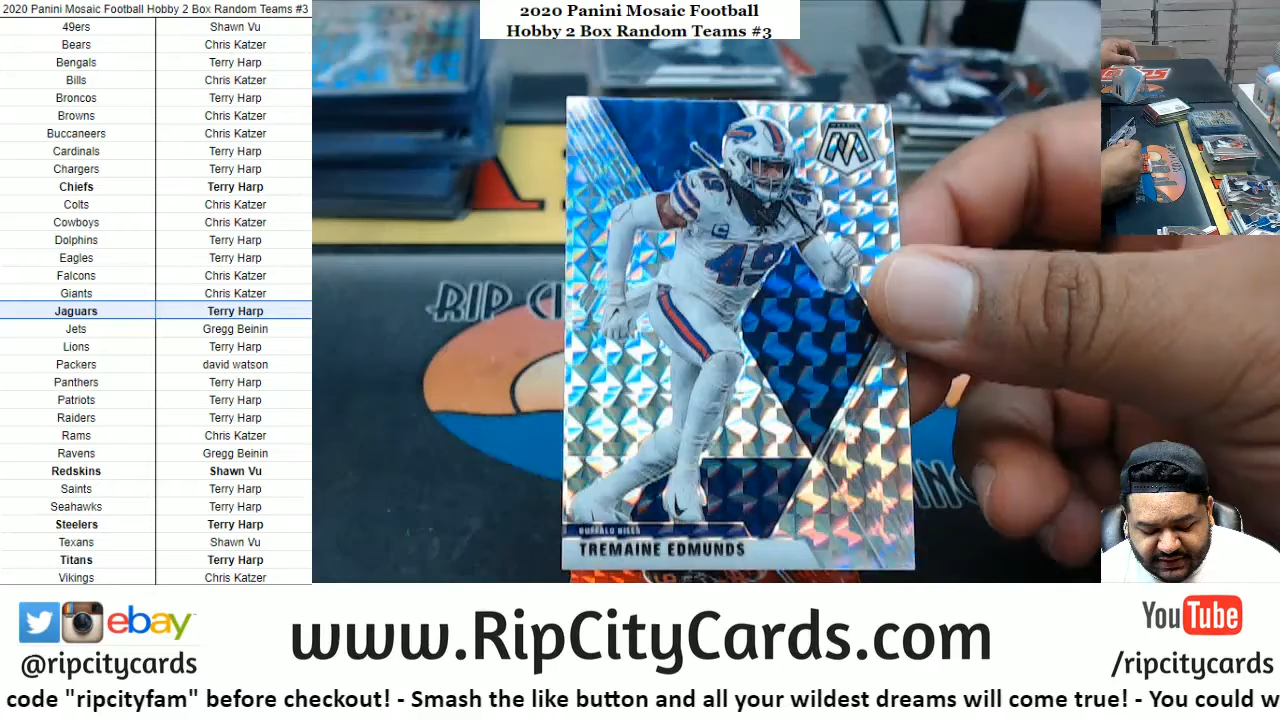 2020 Panini Mosaic Football Hobby 2 Box Random Teams #3
49ers Shawn Vu
Bears Chris Katzer
Bengals Terry Harp
Bills Chris Katzer
Broncos Terry Harp
Browns Chris Katzer
Buccaneers Chris Katzer
Cardinals Terry Harp
Chargers Terry Harp
Chiefs Terry Harp
Colts Chris Katzer
Cowboys Chris Katzer
Dolphins Terry Harp
Eagles Terry Harp
Falcons Chris Katzer
Giants Chris Katzer
Jaguars Terry Harp
Jets Gregg Beinin
Lions Terry Harp
Packers david watson
Panthers Terry Harp
Patriots Terry Harp
Raiders Terry Harp
Rams Chris Katzer
Ravens Gregg Beinin
Redskins Shawn Vu
Saints Terry Harp
Seahawks Terry Harp
Steelers Terry Harp
Texans Shawn Vu
Titans Terry Harp
Vikings Chris Katzer
2020 Panini Mosaic Football
Hobby 2 Box Random Teams #3
RIP CI
49
BUFFALO BILLS
TREMAINE EDMUNDS
ebay
@ripcitycards
www.RipCityCards.com
YouTube
/ripcitycards
code "ripcityfam" before checkout! - Smash the like button and all your wildest dreams will come true! - You could w